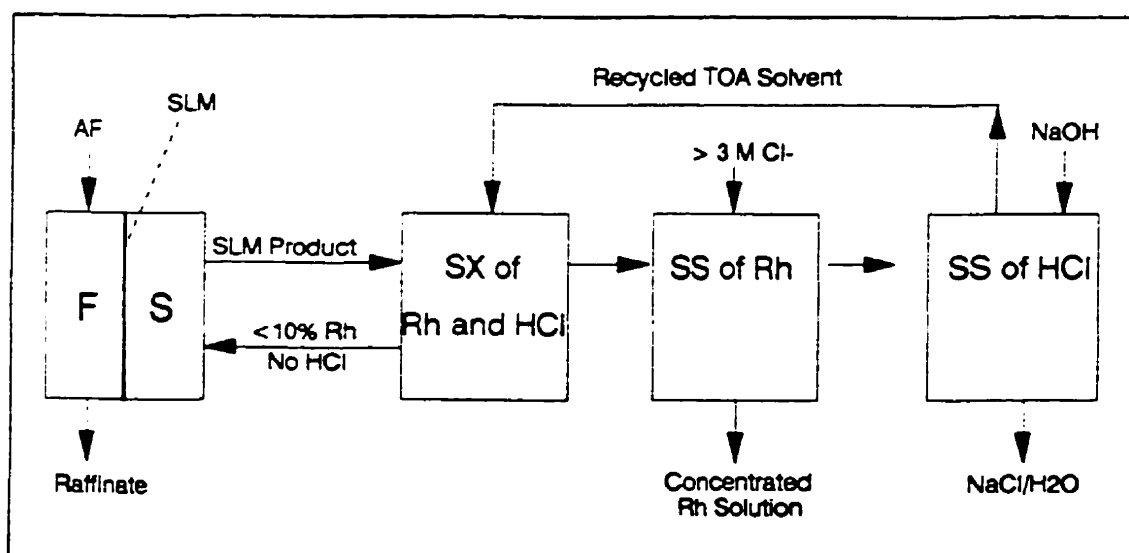 Recycled TOA Solvent
SLM
AF
> 3 M Cl-
NaOH
SLM Product
F
S
SX of
Rh and HCl
SS of Rh
SS of HCl
<10% Rh
No HCl
Raffinate
Concentrated
Rh Solution
NaCl/H2O